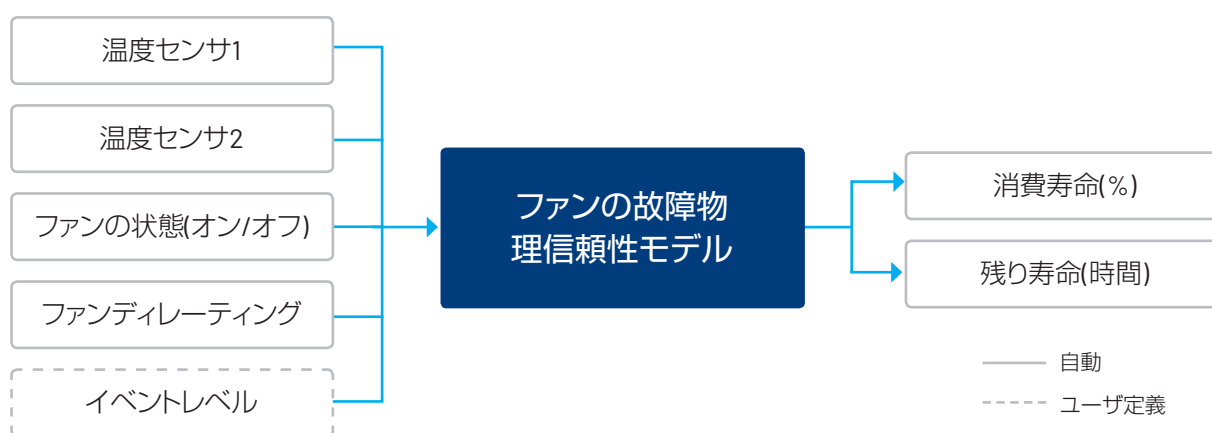 温度センサ1
温度センサ2
ファンの状態(オン/オフ)
ファンディレーティング
イベントレベル
ファンの故障物
理信頼性モデル
消費寿命(%)
残り寿命(時間)
自動
ユーザ定義